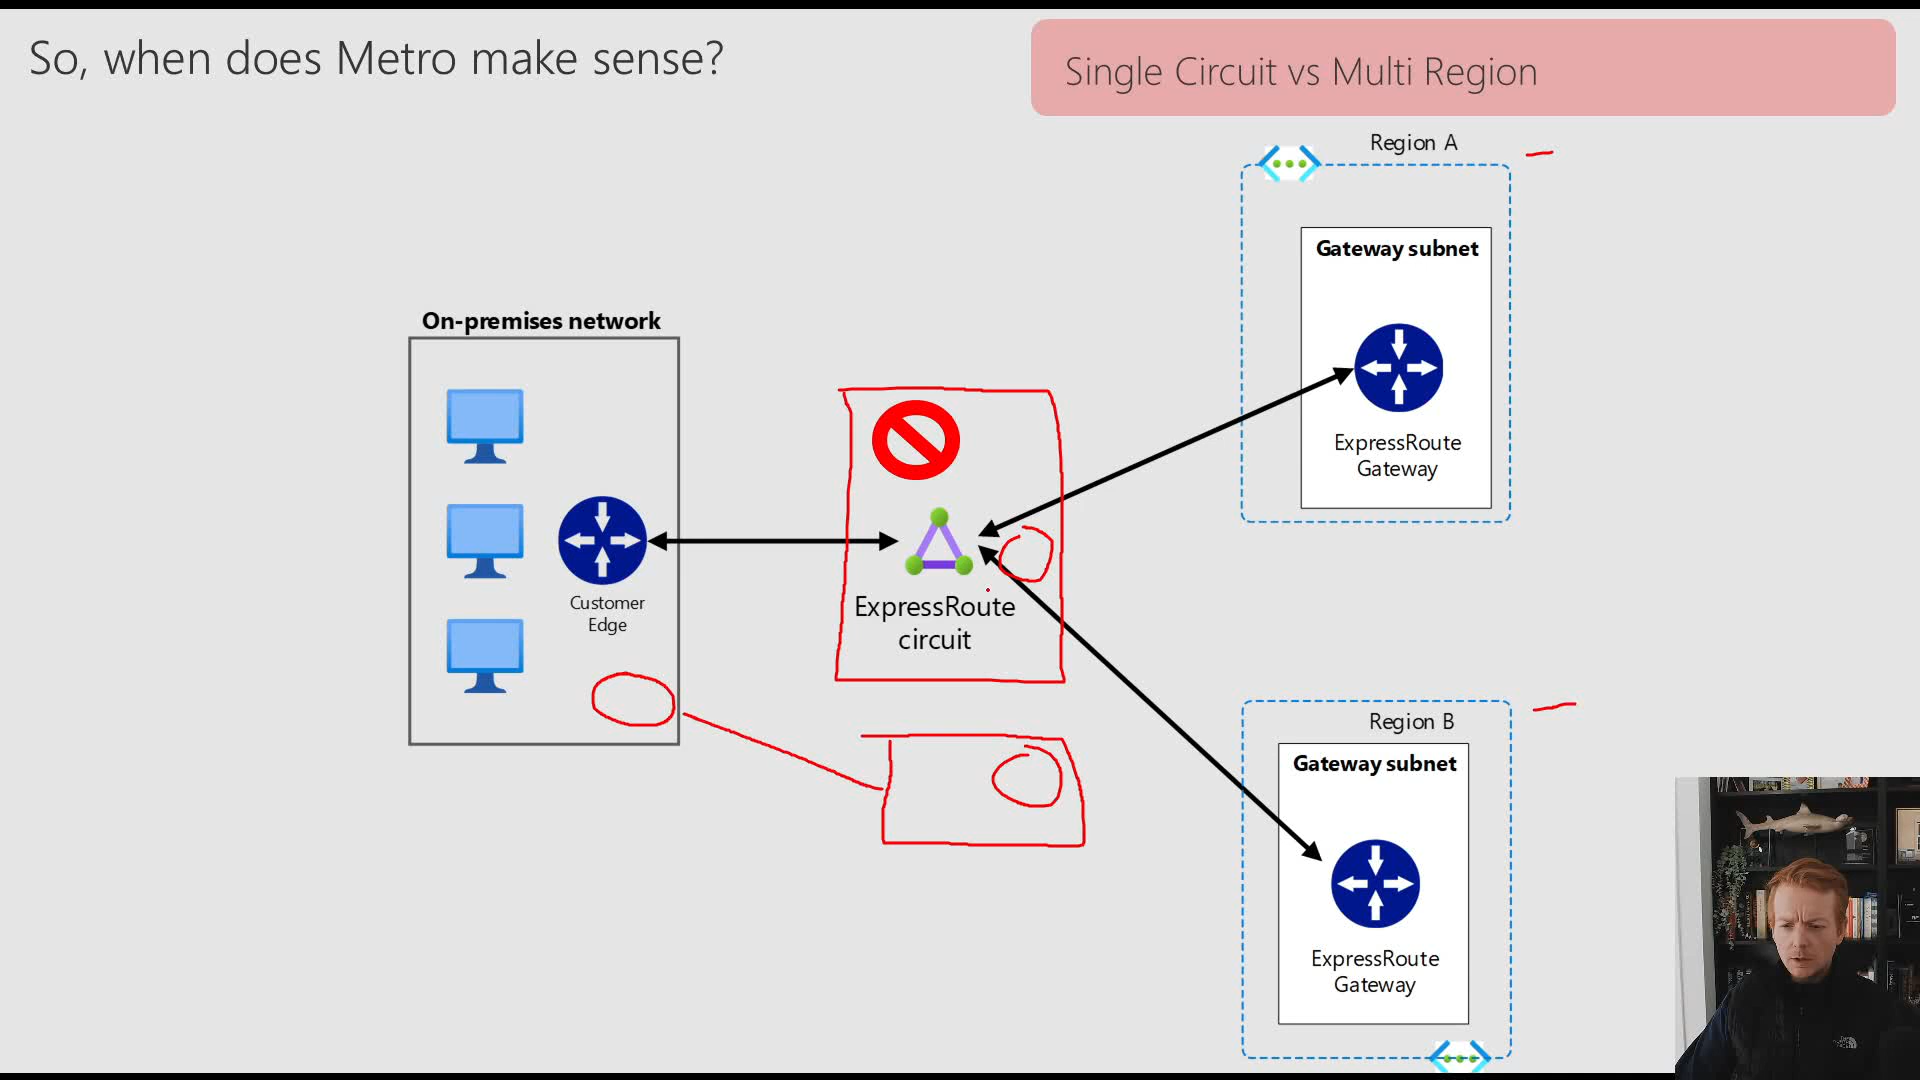 So, when does Metro make sense?
Single Circuit vs Multi Region
Region A
Gateway subnet
ExpressRoute
Gateway
On-premises network
Customer
Edge
ExpressRoute
circuit
Region B
Gateway subnet
ExpressRoute
Gateway